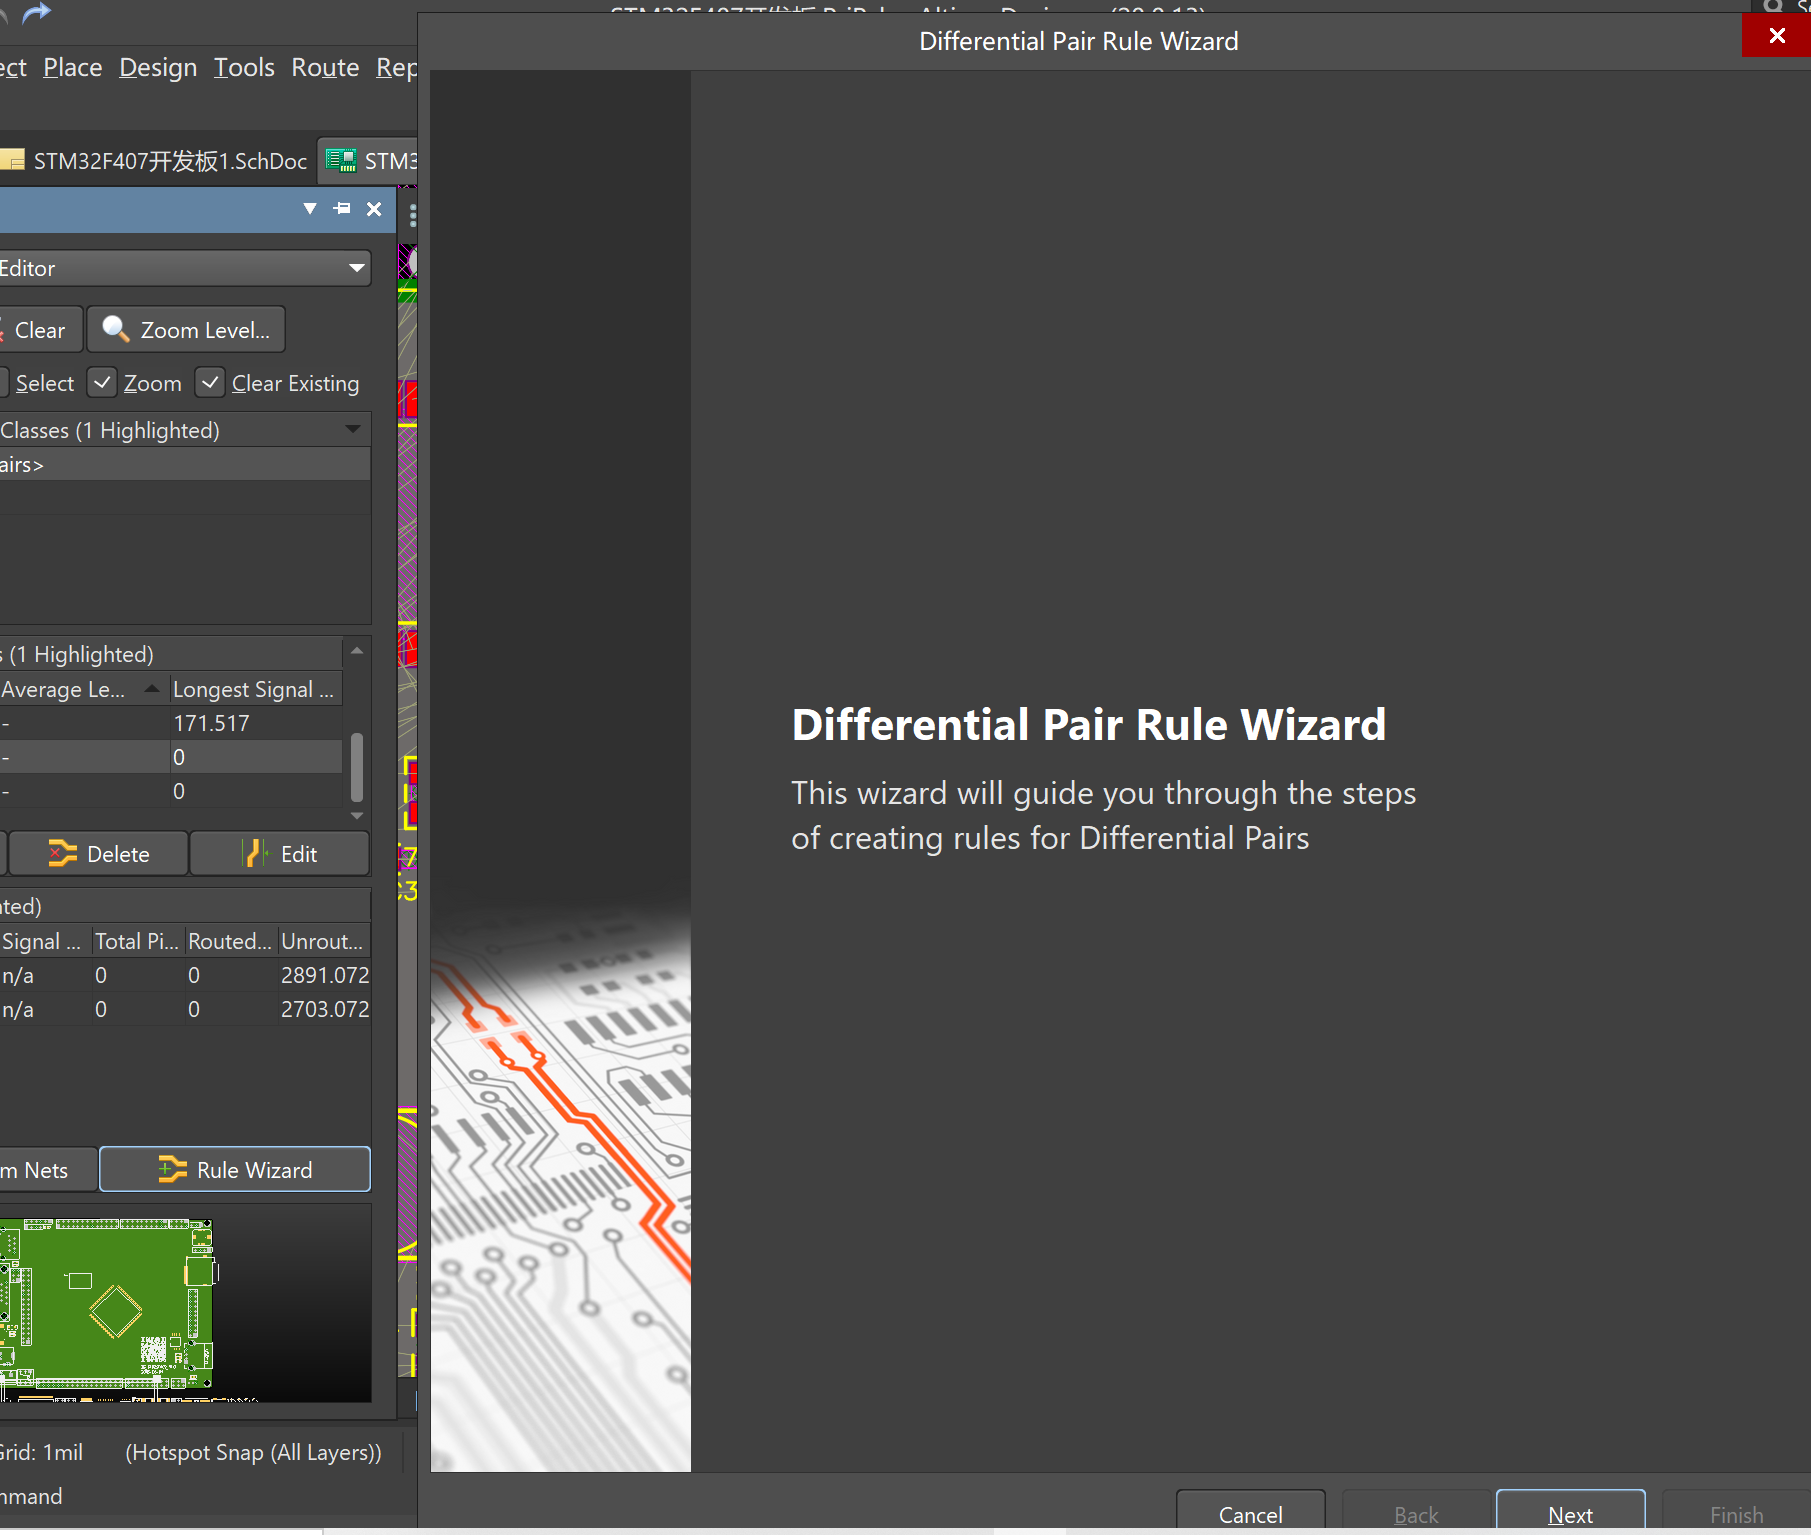 Differential Pair Rule Wizard
ect Place Design Tools Route Rep
STM32F407开发板1.SchDoc STM3
Editor
Clear Zoom Level...
Select Zoom Clear Existing
Classes (1 Highlighted)
airs>
s (1 Highlighted)
Average Le... Longest Signal ...
- 171.517
- 0
- 0
Delete Edit
hted)
Signal ... Total Pi... Routed... Unrout...
n/a 0 0 2891.072
n/a 0 0 2703.072
m Nets Rule Wizard
Grid: 1mil (Hotspot Snap (All Layers))
mmand
Differential Pair Rule Wizard
This wizard will guide you through the steps
of creating rules for Differential Pairs
Cancel Back Next Finish